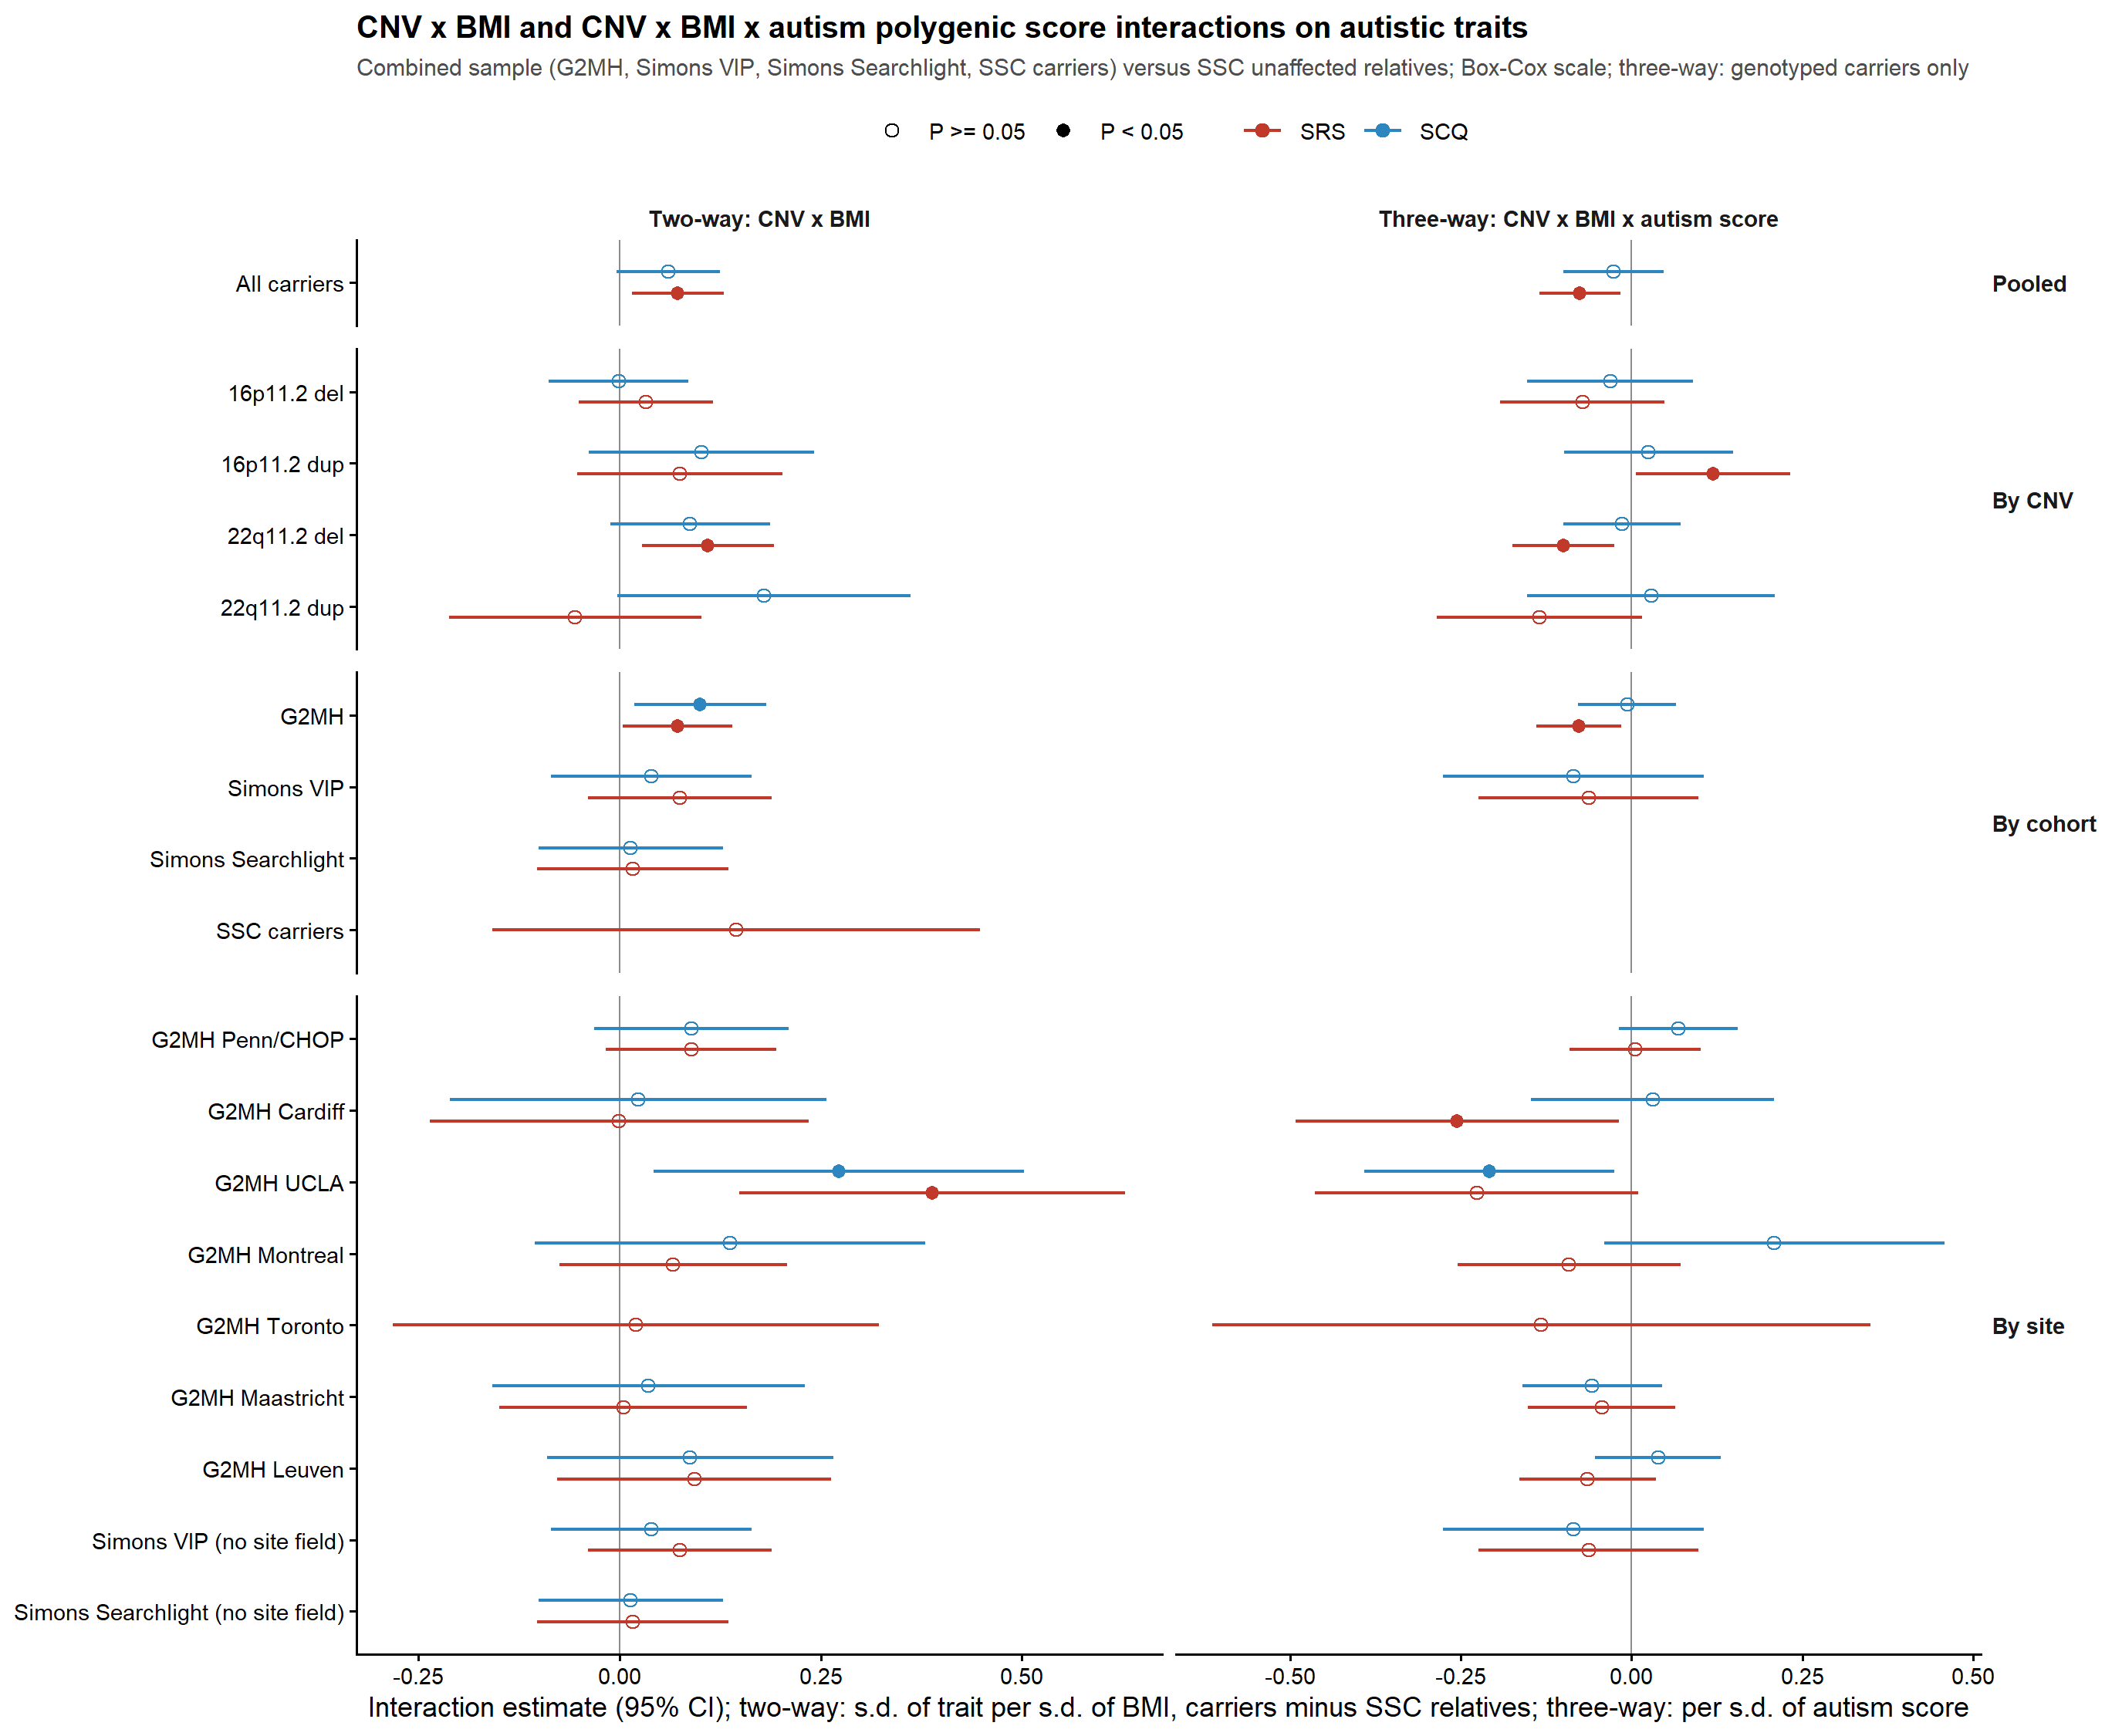 CNV x BMI and CNV x BMI x autism polygenic score interactions on autistic traits
Combined sample (G2MH, Simons VIP, Simons Searchlight, SSC carriers) versus SSC unaffected relatives; Box-Cox scale; three-way: genotyped carriers only
P >= 0.05 P < 0.05 SRS SCQ
Two-way: CNV x BMI Three-way: CNV x BMI x autism score
All carriers
Pooled
16p11.2 del
16p11.2 dup
By CNV
22q11.2 del
22q11.2 dup
G2MH
Simons VIP
By cohort
Simons Searchlight
SSC carriers
G2MH Penn/CHOP
G2MH Cardiff
G2MH UCLA
G2MH Montreal
G2MH Toronto
By site
G2MH Maastricht
G2MH Leuven
Simons VIP (no site field)
Simons Searchlight (no site field)
-0.25 0.00 0.25 0.50 -0.50 -0.25 0.00 0.25 0.50
Interaction estimate (95% CI); two-way: s.d. of trait per s.d. of BMI, carriers minus SSC relatives; three-way: per s.d. of autism score